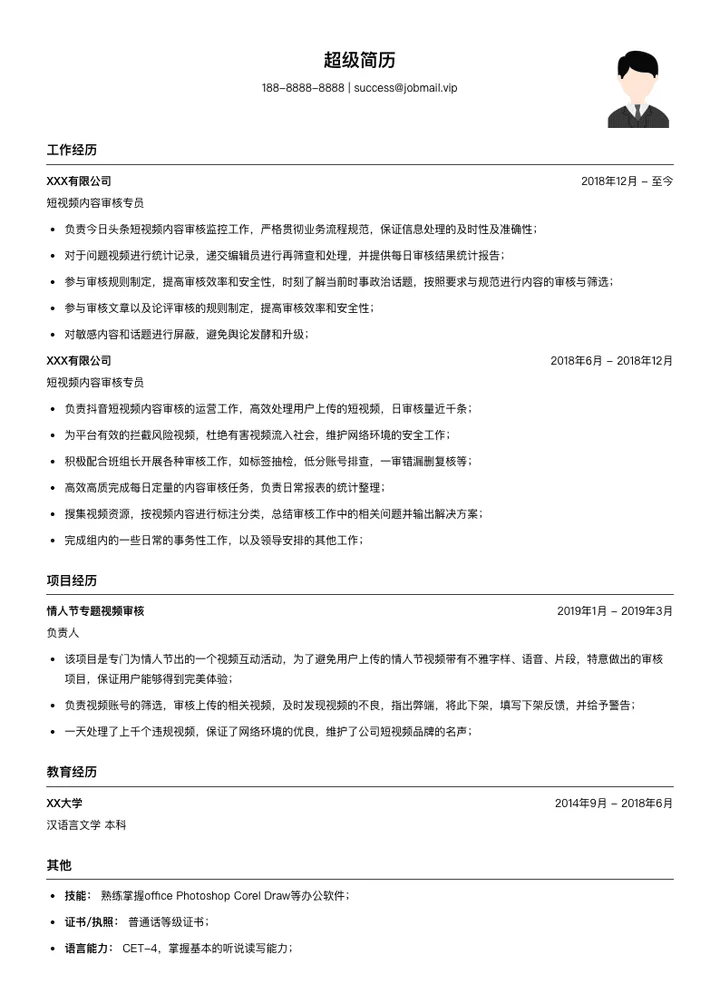 超级简历
188-8888-8888 | success@jobmail.vip
工作经历
XXX有限公司 2018年12月 – 至今
短视频内容审核专员
• 负责今日头条短视频内容审核监控工作，严格贯彻业务流程规范，保证信息处理的及时性及准确性；
• 对于问题视频进行统计记录，递交编辑员进行再筛查和处理，并提供每日审核结果统计报告；
• 参与审核规则制定，提高审核效率和安全性，时刻了解当前时事政治话题，按照要求与规范进行内容的审核与筛选；
• 参与审核文章以及论评审核的规则制定，提高审核效率和安全性；
• 对敏感内容和话题进行屏蔽，避免舆论发酵和升级；
XXX有限公司 2018年6月 – 2018年12月
短视频内容审核专员
• 负责抖音短视频内容审核的运营工作，高效处理用户上传的短视频，日审核量近千条；
• 为平台有效的拦截风险视频，杜绝有害视频流入社会，维护网络环境的安全工作；
• 积极配合班组长开展各种审核工作，如标签抽检，低分账号排查，一审错漏删复核等；
• 高效高质完成每日定量的内容审核任务，负责日常报表的统计整理；
• 搜集视频资源，按视频内容进行标注分类，总结审核工作中的相关问题并输出解决方案；
• 完成组内的一些日常的事务性工作，以及领导安排的其他工作；
项目经历
情人节专题视频审核 2019年1月 – 2019年3月
负责人
• 该项目是专门为情人节出的一个视频互动活动，为了避免用户上传的情人节视频带有不雅字样、语音、片段，特意做出的审核
项目，保证用户能够得到完美体验；
• 负责视频账号的筛选，审核上传的相关视频，及时发现视频的不良，指出弊端，将此下架，填写下架反馈，并给予警告；
• 一天处理了上千个违规视频，保证了网络环境的优良，维护了公司短视频品牌的名声；
教育经历
XX大学 2014年9月 – 2018年6月
汉语言文学 本科
其他
• 技能： 熟练掌握office Photoshop Corel Draw等办公软件；
• 证书/执照： 普通话等级证书；
• 语言能力： CET-4，掌握基本的听说读写能力；